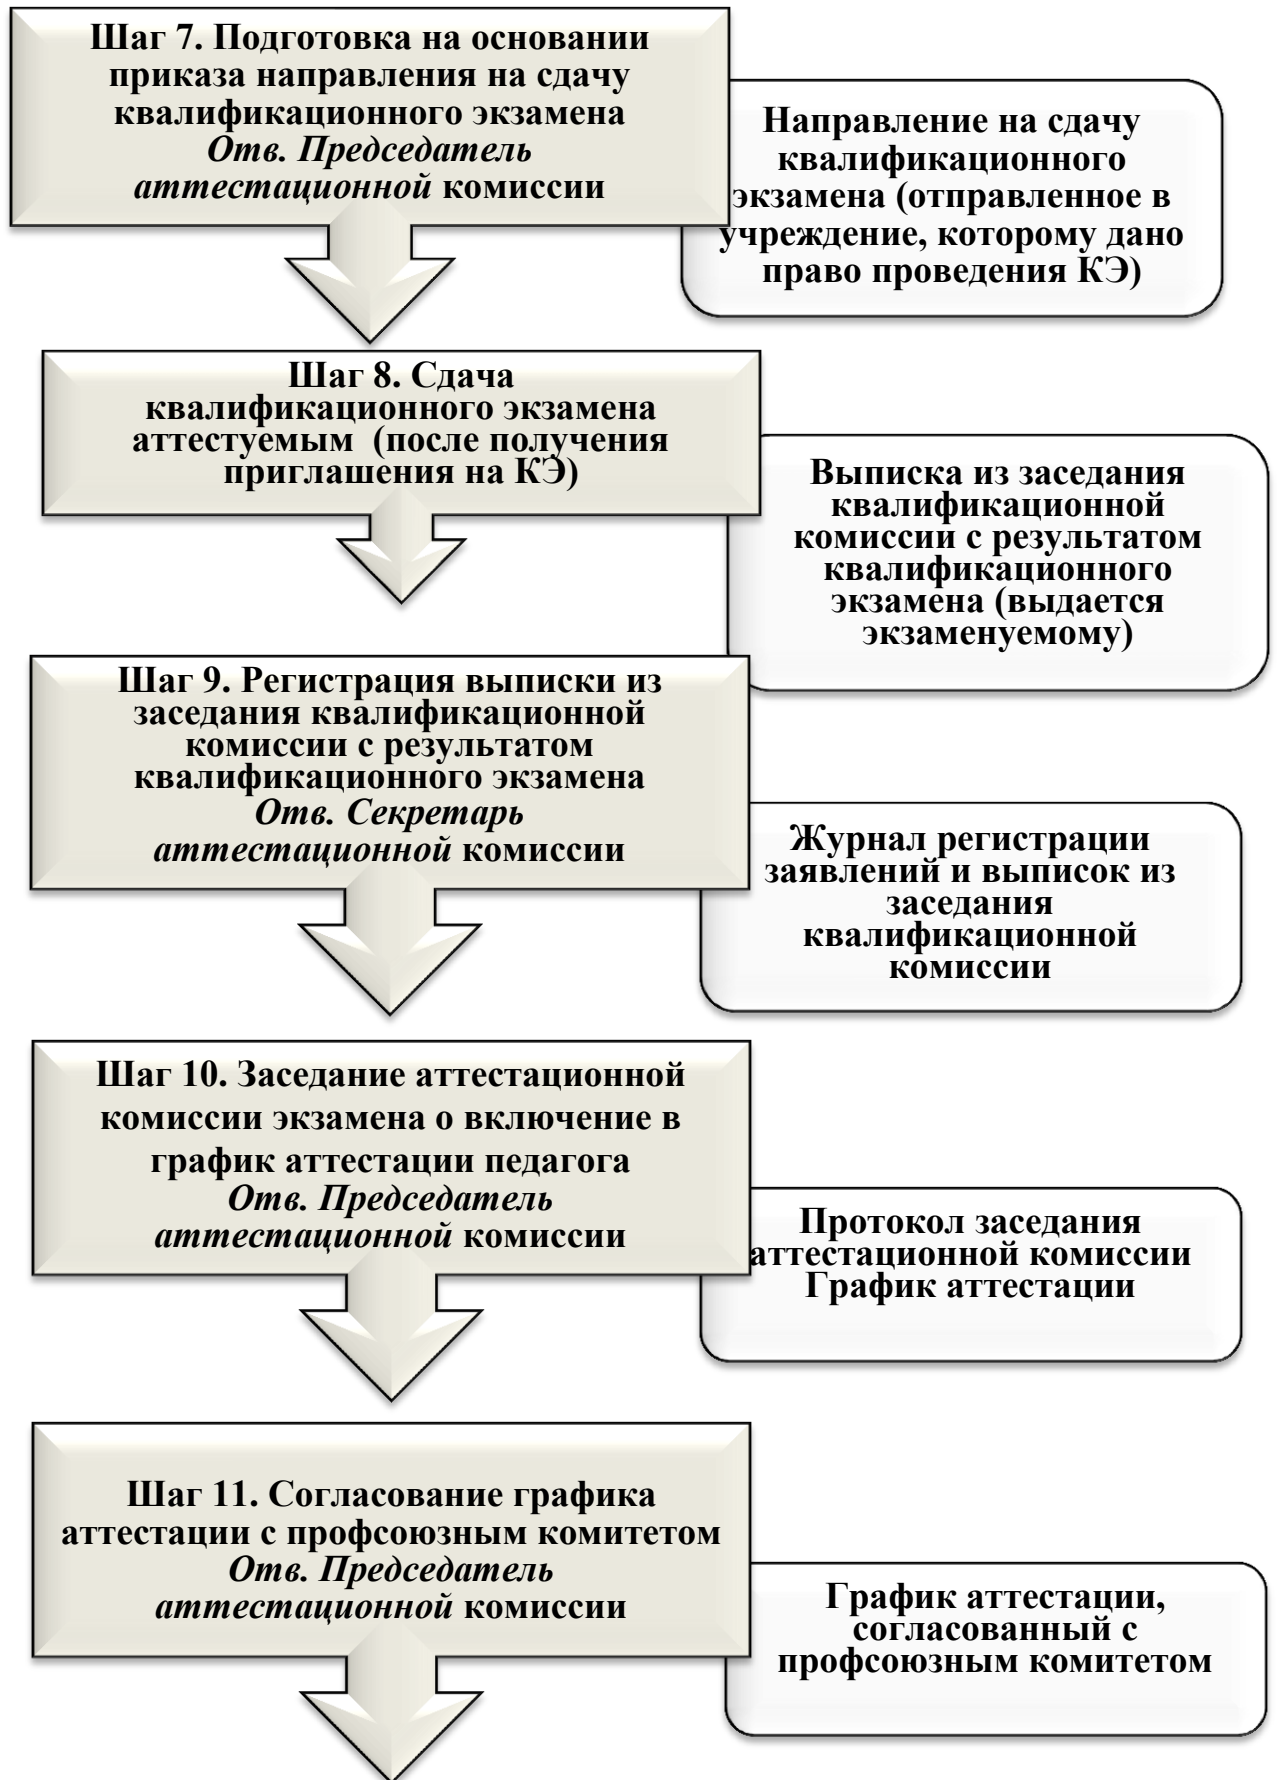 Шаг 7. Подготовка на основании
приказа направления на сдачу
квалификационного экзамена
Отв. Председатель
аттестационной комиссии
Направление на сдачу
квалификационного
экзамена (отправленное в
учреждение, которому дано
право проведения КЭ)
Шаг 8. Сдача
квалификационного экзамена
аттестуемым (после получения
приглашения на КЭ)
Выписка из заседания
квалификационной
комиссии с результатом
квалификационного
экзамена (выдается
экзаменуемому)
Шаг 9. Регистрация выписки из
заседания квалификационной
комиссии с результатом
квалификационного экзамена
Отв. Секретарь
аттестационной комиссии
Журнал регистрации
заявлений и выписок из
заседания
квалификационной
комиссии
Шаг 10. Заседание аттестационной
комиссии экзамена о включение в
график аттестации педагога
Отв. Председатель
аттестационной комиссии
Протокол заседания
аттестационной комиссии
График аттестации
Шаг 11. Согласование графика
аттестации с профсоюзным комитетом
Отв. Председатель
аттестационной комиссии
График аттестации,
согласованный с
профсоюзным комитетом